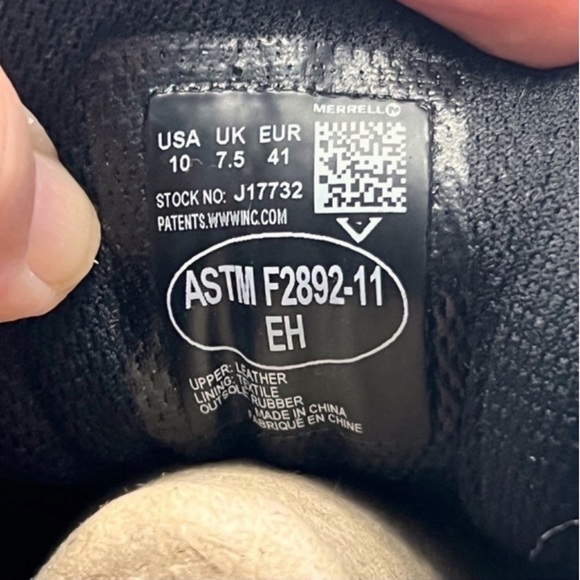 MERRELL
USA UK EUR
10 7.5 41
STOCK NO: J17732
PATENTS.WWWINC.COM
ASTM F2892-11
EH
UPPER: LEATHER
LINING: TEXTILE
OUTSOLE: RUBBER
MADE IN CHINA
FABRIQUÉ EN CHINE